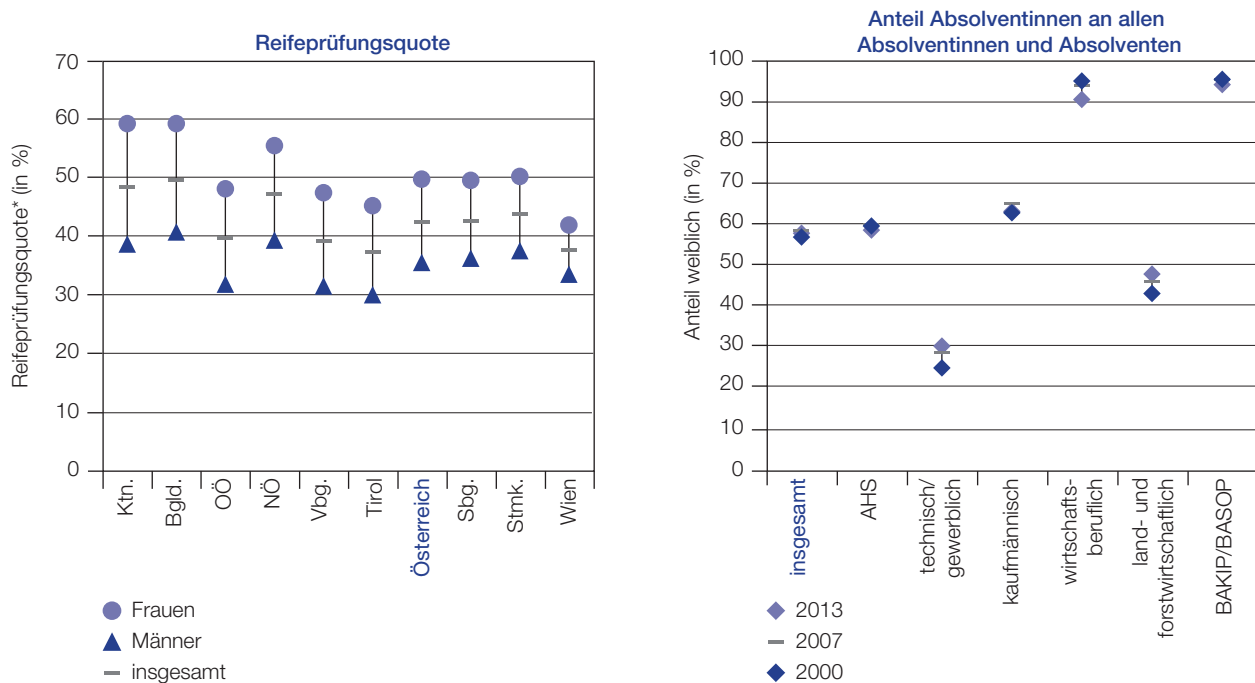 Reifeprüfungsquote
70
60
50
40
30
20
10
0
Reifeprüfungsquote* (in %)
Ktn.
Bgld.
OÖ
NÖ
Vbg.
Tirol
Österreich
Sbg.
Stmk.
Wien
Frauen
Männer
insgesamt
Anteil Absolventinnen an allen
Absolventinnen und Absolventen
100
90
80
70
60
50
40
30
20
10
0
Anteil weiblich (in %)
insgesamt
AHS
technisch/
gewerblich
kaufmännisch
wirtschafts-
beruflich
land- und
forstwirtschaftlich
BAKIP/BASOP
2013
2007
2000